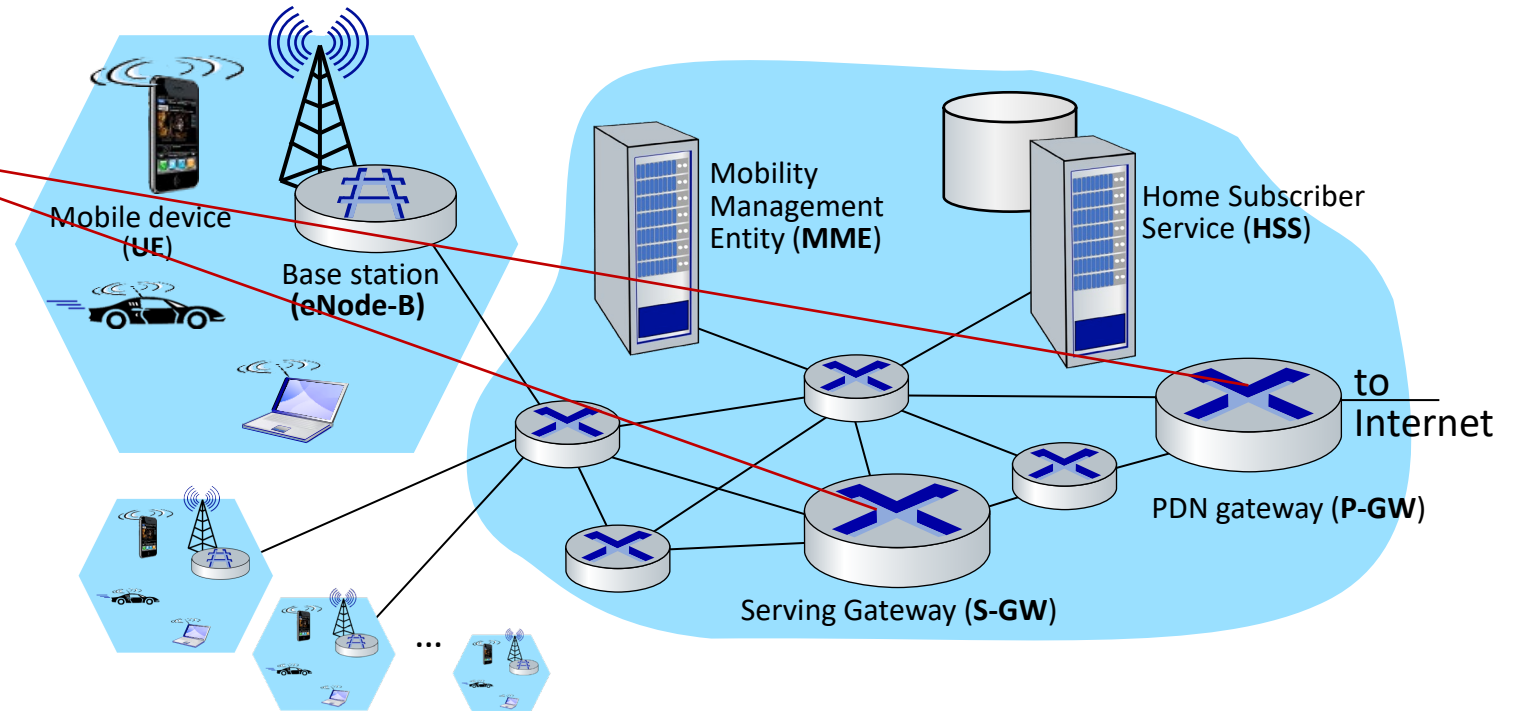 Mobile device
(UE)
Base station
(eNode-B)
Mobility
Management
Entity (MME)
Home Subscriber
Service (HSS)
to
Internet
PDN gateway (P-GW)
Serving Gateway (S-GW)
...